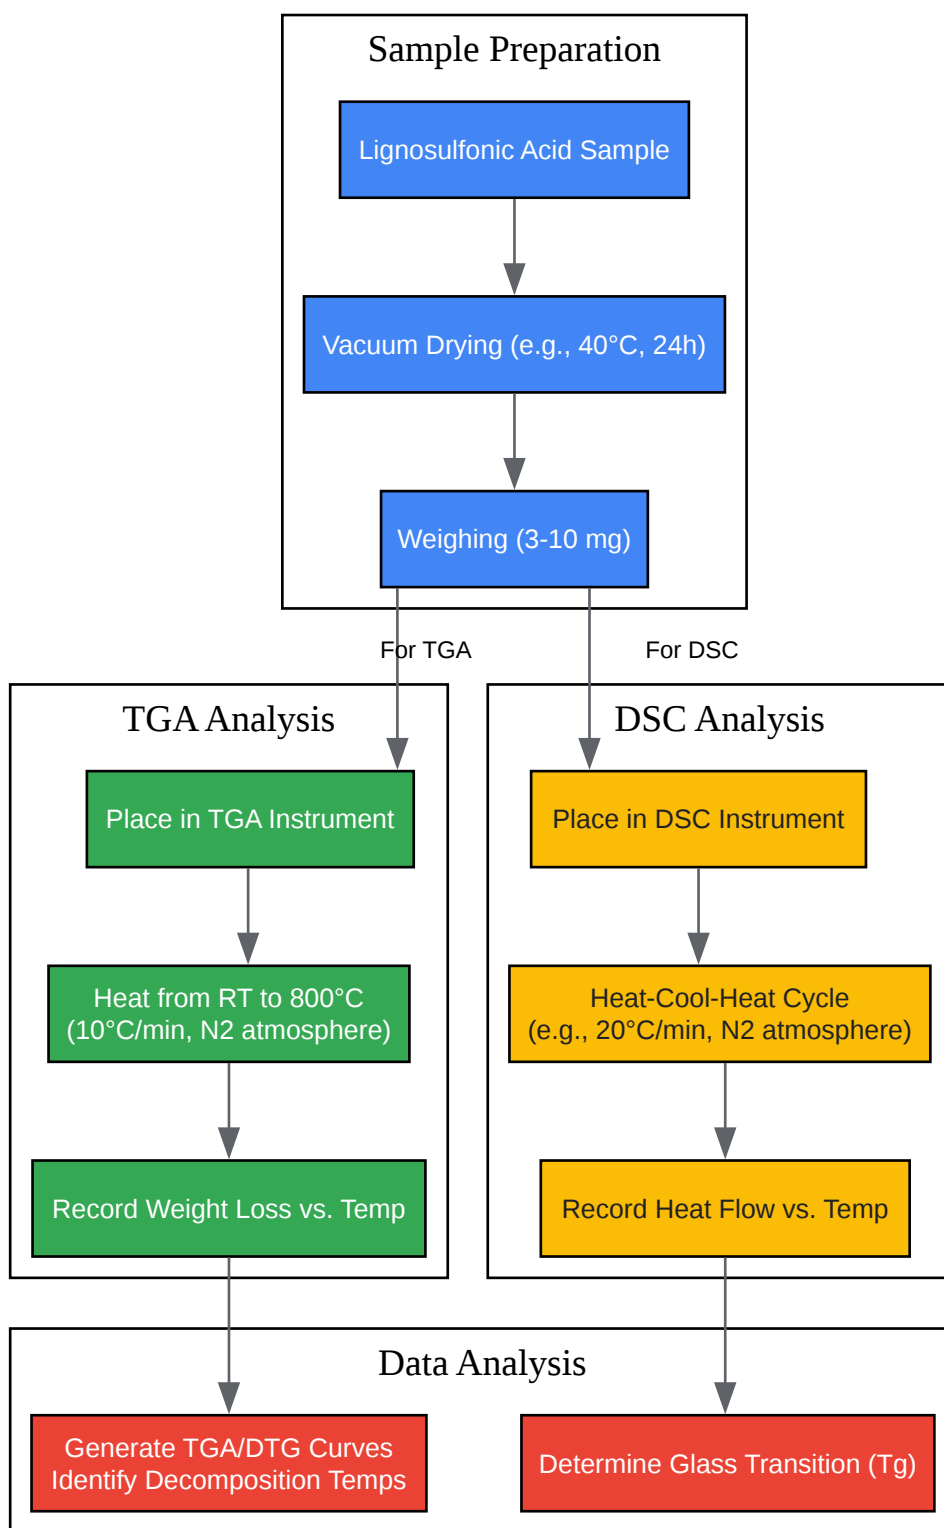 Sample Preparation
Lignosulfonic Acid Sample
Vacuum Drying (e.g., 40°C, 24h)
Weighing (3-10 mg)
For TGA
For DSC
TGA Analysis
Place in TGA Instrument
Heat from RT to 800°C
(10°C/min, N2 atmosphere)
Record Weight Loss vs. Temp
DSC Analysis
Place in DSC Instrument
Heat-Cool-Heat Cycle
(e.g., 20°C/min, N2 atmosphere)
Record Heat Flow vs. Temp
Data Analysis
Generate TGA/DTG Curves
Identify Decomposition Temps
Determine Glass Transition (Tg)